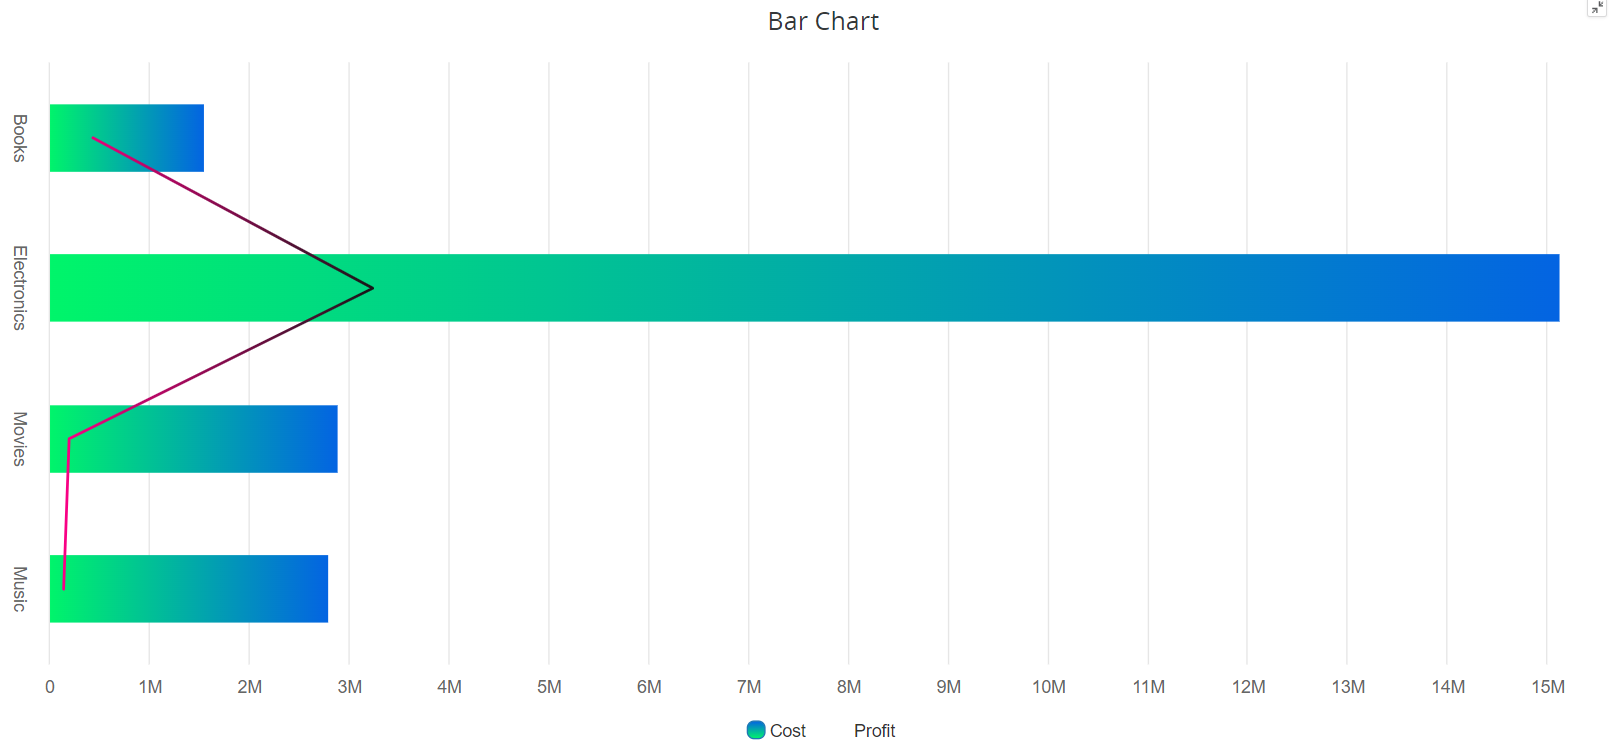 Bar Chart
Books
Electronics
Movies
Music
0 1M 2M 3M 4M 5M 6M 7M 8M 9M 10M 11M 12M 13M 14M 15M
Cost Profit